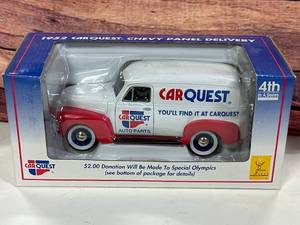 1952 CARQUEST CHEVY PANEL DELIVERY
4th
In A Series
CARQUEST
YOU'LL FIND IT AT CARQUEST!
CARQUEST
AUTO PARTS
CARQUEST
$2.00 Donation Will Be Made To Special Olympics
(see bottom of package for details)